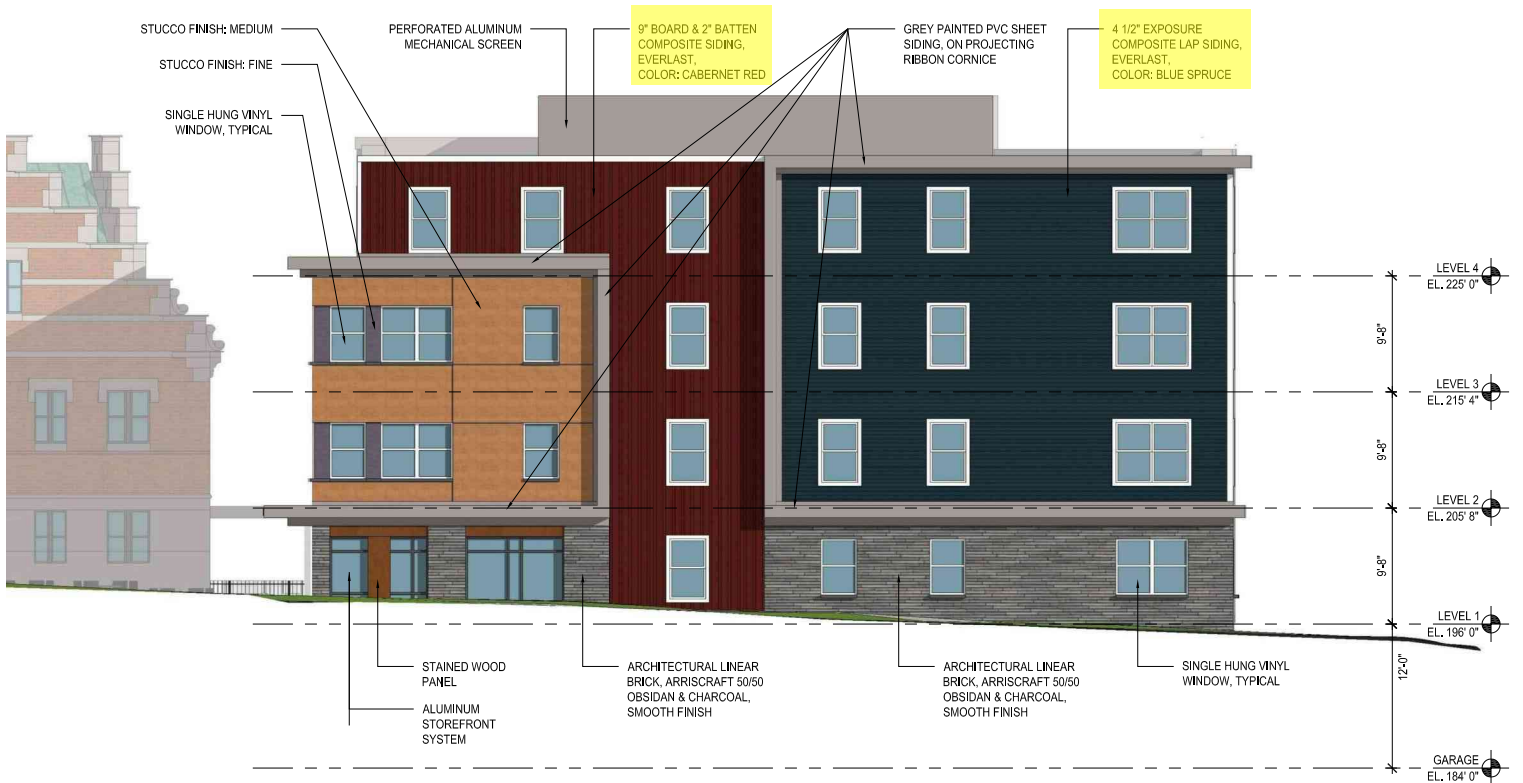 STUCCO FINISH: MEDIUM
STUCCO FINISH: FINE
SINGLE HUNG VINYL
WINDOW, TYPICAL
PERFORATED ALUMINUM
MECHANICAL SCREEN
9" BOARD & 2" BATTEN
COMPOSITE SIDING,
EVERLAST,
COLOR: CABERNET RED
GREY PAINTED PVC SHEET
SIDING, ON PROJECTING
RIBBON CORNICE
4 1/2" EXPOSURE
COMPOSITE LAP SIDING,
EVERLAST,
COLOR: BLUE SPRUCE
LEVEL 4
EL. 225' 0"
9'-8"
LEVEL 3
EL. 215' 4"
9'-8"
LEVEL 2
EL. 205' 8"
9'-8"
LEVEL 1
EL. 196' 0"
12'-0"
GARAGE
EL. 184' 0"
STAINED WOOD
PANEL
ALUMINUM
STOREFRONT
SYSTEM
ARCHITECTURAL LINEAR
BRICK, ARRISCRAFT 50/50
OBSIDAN & CHARCOAL,
SMOOTH FINISH
ARCHITECTURAL LINEAR
BRICK, ARRISCRAFT 50/50
OBSIDAN & CHARCOAL,
SMOOTH FINISH
SINGLE HUNG VINYL
WINDOW, TYPICAL